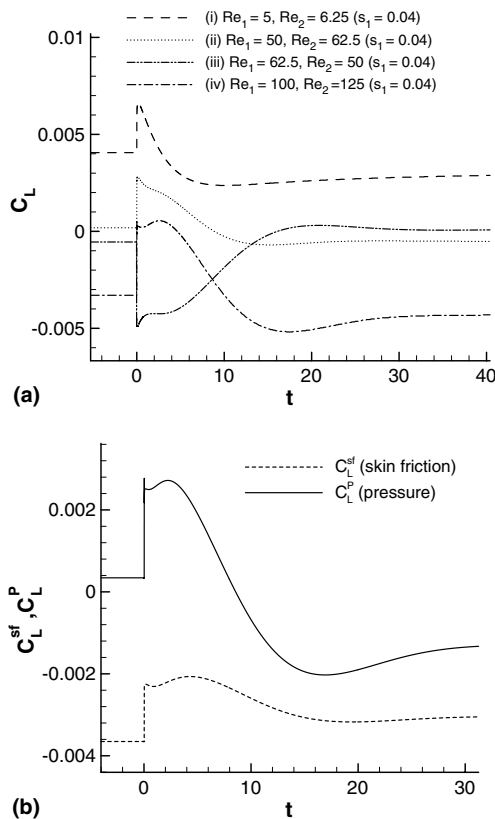 (i) Re₁ = 5, Re₂ = 6.25 (s₁ = 0.04)
(ii) Re₁ = 50, Re₂ = 62.5 (s₁ = 0.04)
(iii) Re₁ = 62.5, Re₂ = 50 (s₁ = 0.04)
(iv) Re₁ = 100, Re₂ = 125 (s₁ = 0.04)
0.01
0.005
0
-0.005
C_L
0 10 20 30 40
t
(a)
C_L^sf (skin friction)
C_L^P (pressure)
0.002
0
-0.002
-0.004
C_L^sf, C_L^P
0 10 20 30
t
(b)